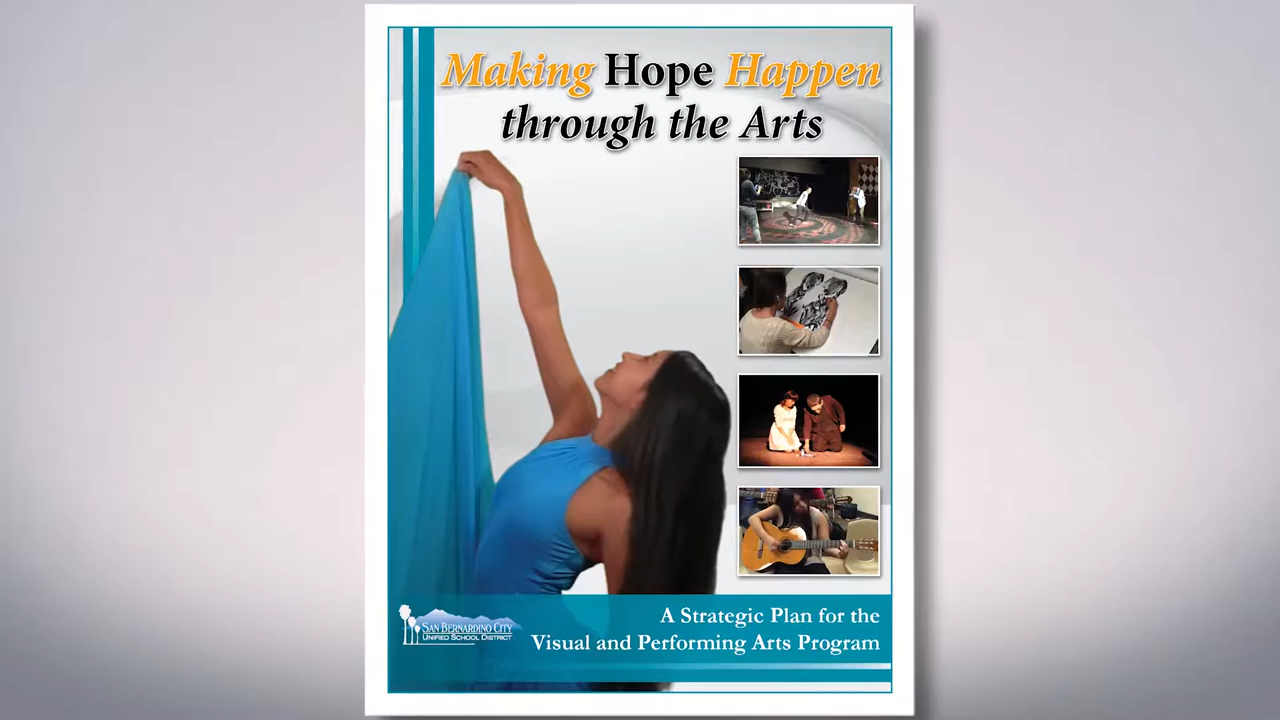 Making Hope Happen
through the Arts
A Strategic Plan for the
Visual and Performing Arts Program
SAN BERNARDINO CITY
UNIFIED SCHOOL DISTRICT